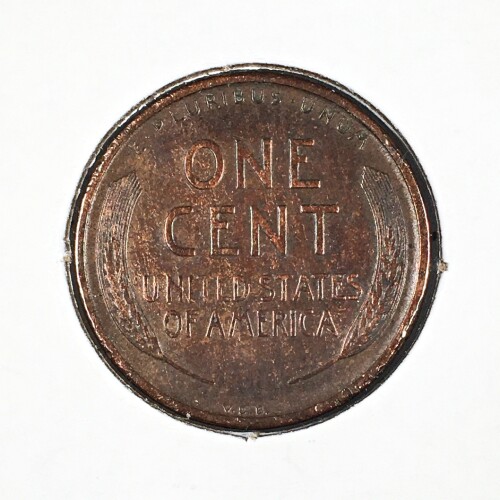 E·PLURIBUS·UNUM
ONE
CENT
UNITED·STATES
OF·AMERICA
V.D.B.